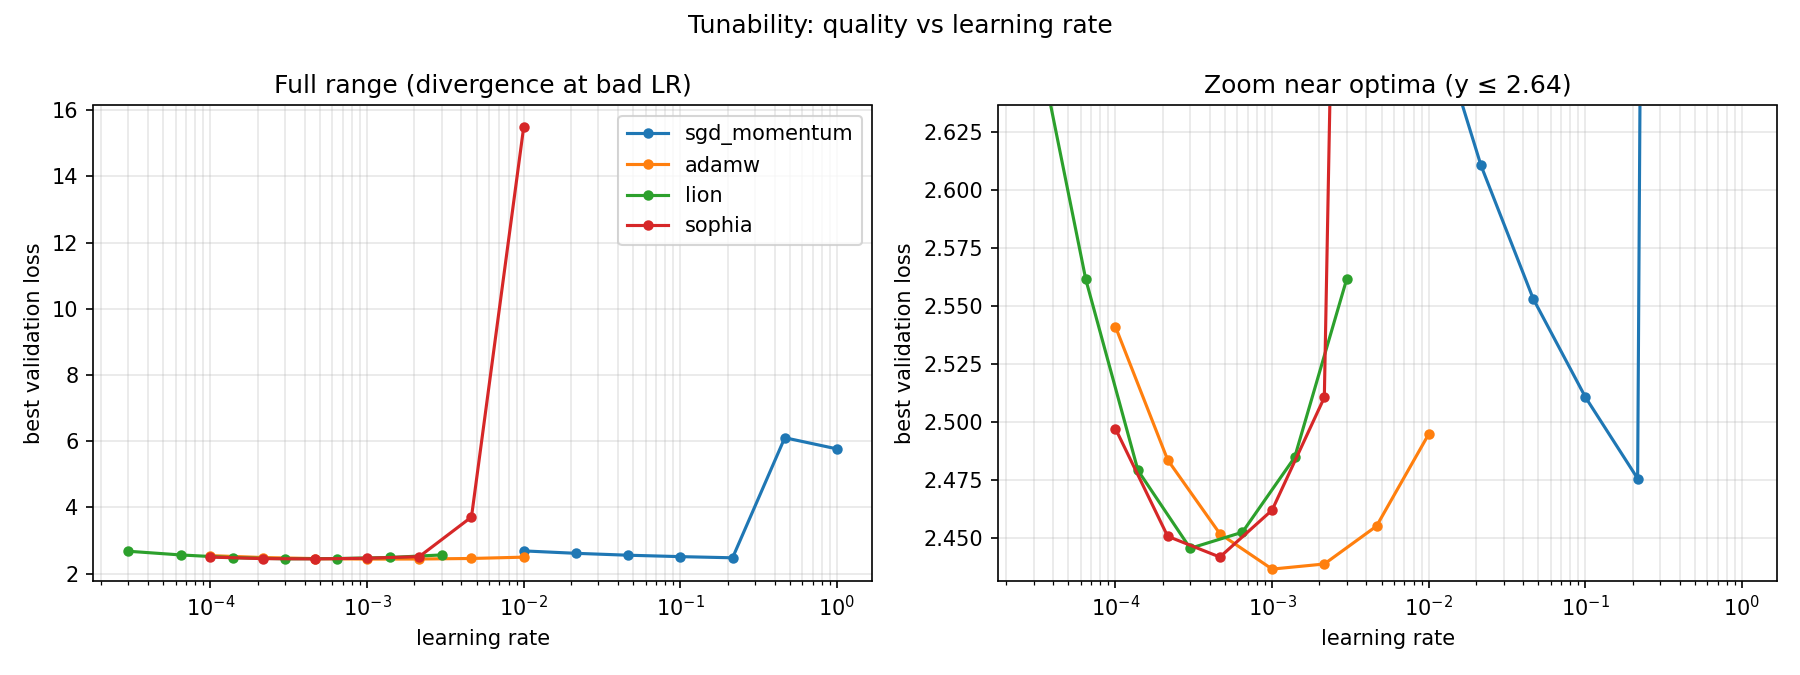 Tunability: quality vs learning rate
Full range (divergence at bad LR)
best validation loss
16
14
12
10
8
6
4
2
sgd_momentum
adamw
lion
sophia
10⁻⁴
10⁻³
10⁻²
10⁻¹
10⁰
learning rate
Zoom near optima (y ≤ 2.64)
best validation loss
2.625
2.600
2.575
2.550
2.525
2.500
2.475
2.450
10⁻⁴
10⁻³
10⁻²
10⁻¹
10⁰
learning rate